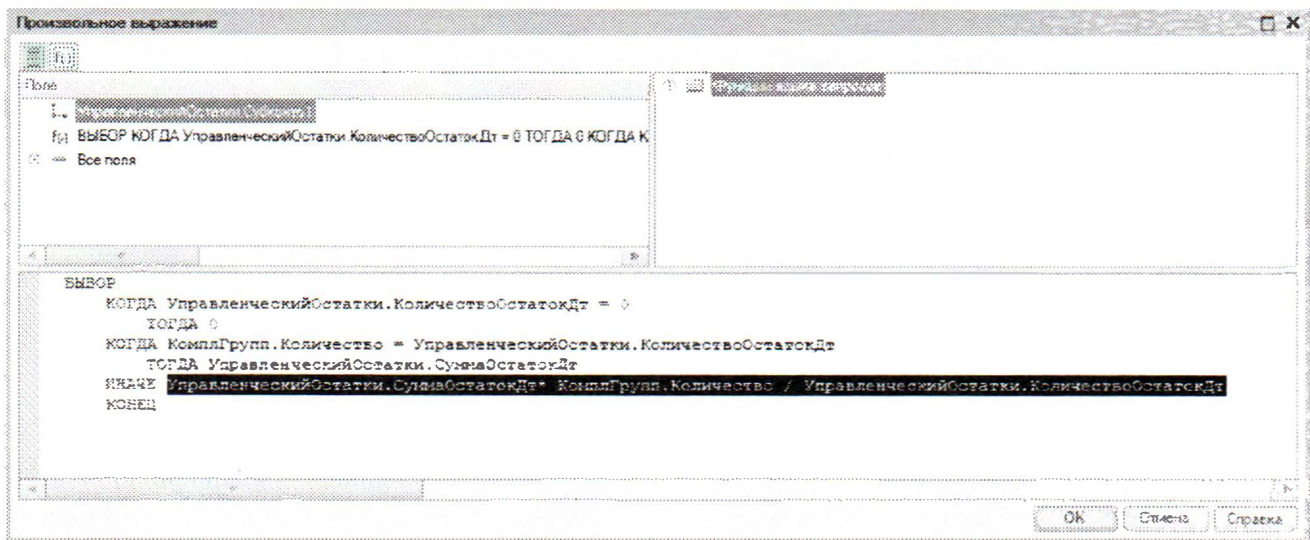 Произвольное выражение
f(x)
Поле
УправленческийОстатки.Субконто1
f(x) ВЫБОР КОГДА УправленческийОстатки.КоличествоОстатокДт = 0 ТОГДА 0 КОГДА К
Все поля
ВЫБОР
КОГДА УправленческийОстатки.КоличествоОстатокДт = 0
ТОГДА 0
КОГДА КомплГрупп.Количество = УправленческийОстатки.КоличествоОстатокДт
ТОГДА УправленческийОстатки.СуммаОстатокДт
ИНАЧЕ УправленческийОстатки.СуммаОстатокДт* КомплГрупп.Количество / УправленческийОстатки.КоличествоОстатокДт
КОНЕЦ
OK Отмена Справка